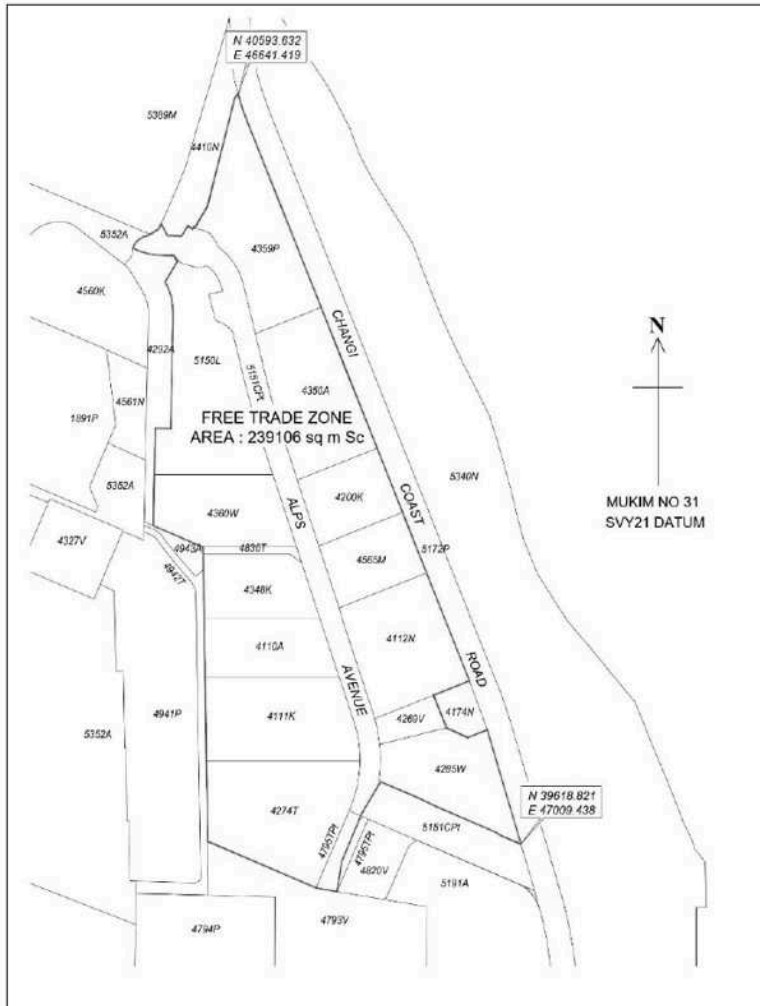 N 40593.632
E 46641.419
5389M
4410N
5352A
4359P
4560K
4292A
5150L
CHANGI
N
5151CPt
4350A
4561N
1891P
FREE TRADE ZONE
AREA : 239106 sq m Sc
5352A
4200K
COAST
5340N
MUKIM NO 31
SVY21 DATUM
4360W
ALPS
4327V
4943A
4830T
4565M
5172P
4942T
4348K
4112N
4110A
ROAD
AVENUE
4941P
4111K
4269V
4174N
5352A
4285W
N 39618.821
E 47009.438
4274T
4795TPt
4795TPt
5151CPt
4820V
5191A
4794P
4793V